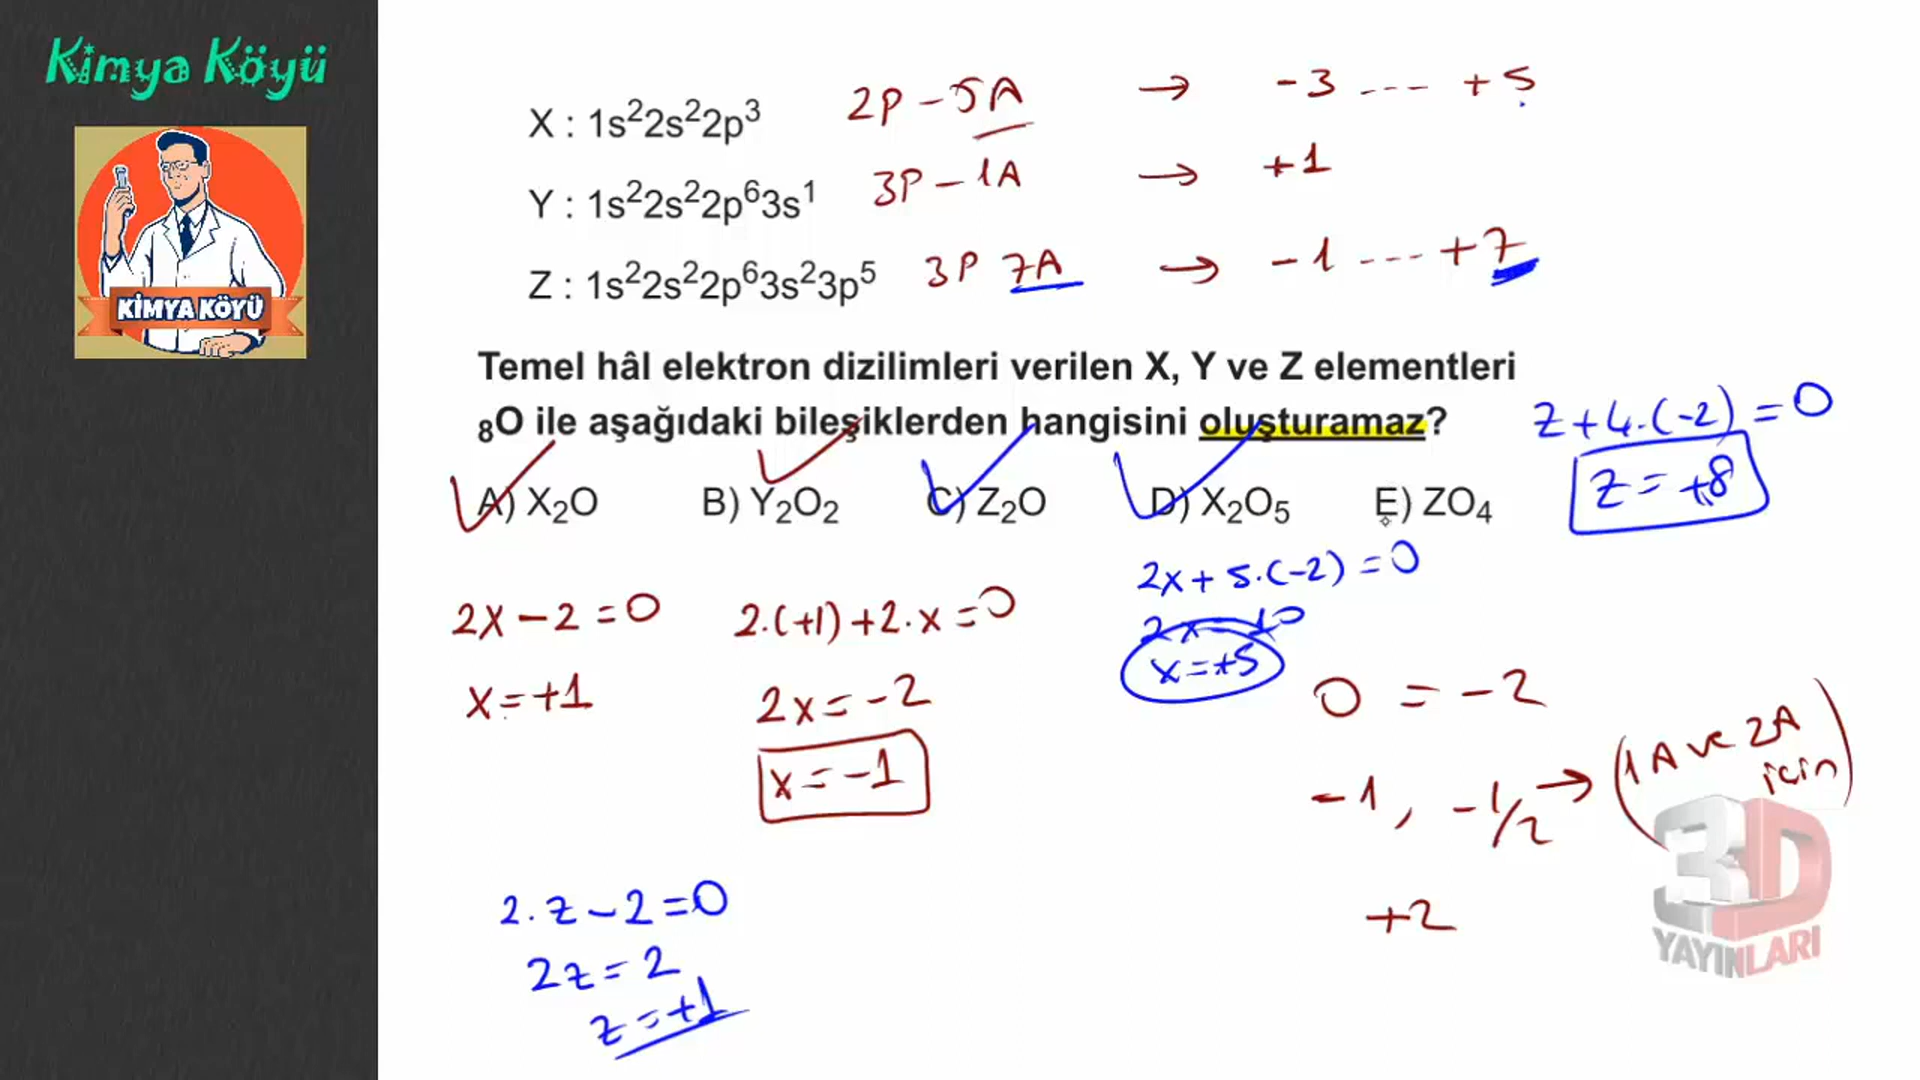 Kimya Köyü
KİMYA KÖYÜ
X : 1s²2s²2p³ 2P - 5A → -3 ---- +5
Y : 1s²2s²2p⁶3s¹ 3P - 1A → +1
Z : 1s²2s²2p⁶3s²3p⁵ 3P 7A → -1 ---- +7
Temel hâl elektron dizilimleri verilen X, Y ve Z elementleri
₈O ile aşağıdaki bileşiklerden hangisini oluşturamaz?
A) X₂O B) Y₂O₂ C) Z₂O D) X₂O₅ E) ZO₄
z+4.(-2)=0
z=+8
2x-2=0
x=+1
2.(+1)+2.x=0
2x=-2
x=-1
2x+5.(-2)=0
2x=10
x=+5
O = -2
-1, -1/2 → (1A ve 2A
için)
+2
2.z-2=0
2z=2
z=+1
3D
YAYINLARI